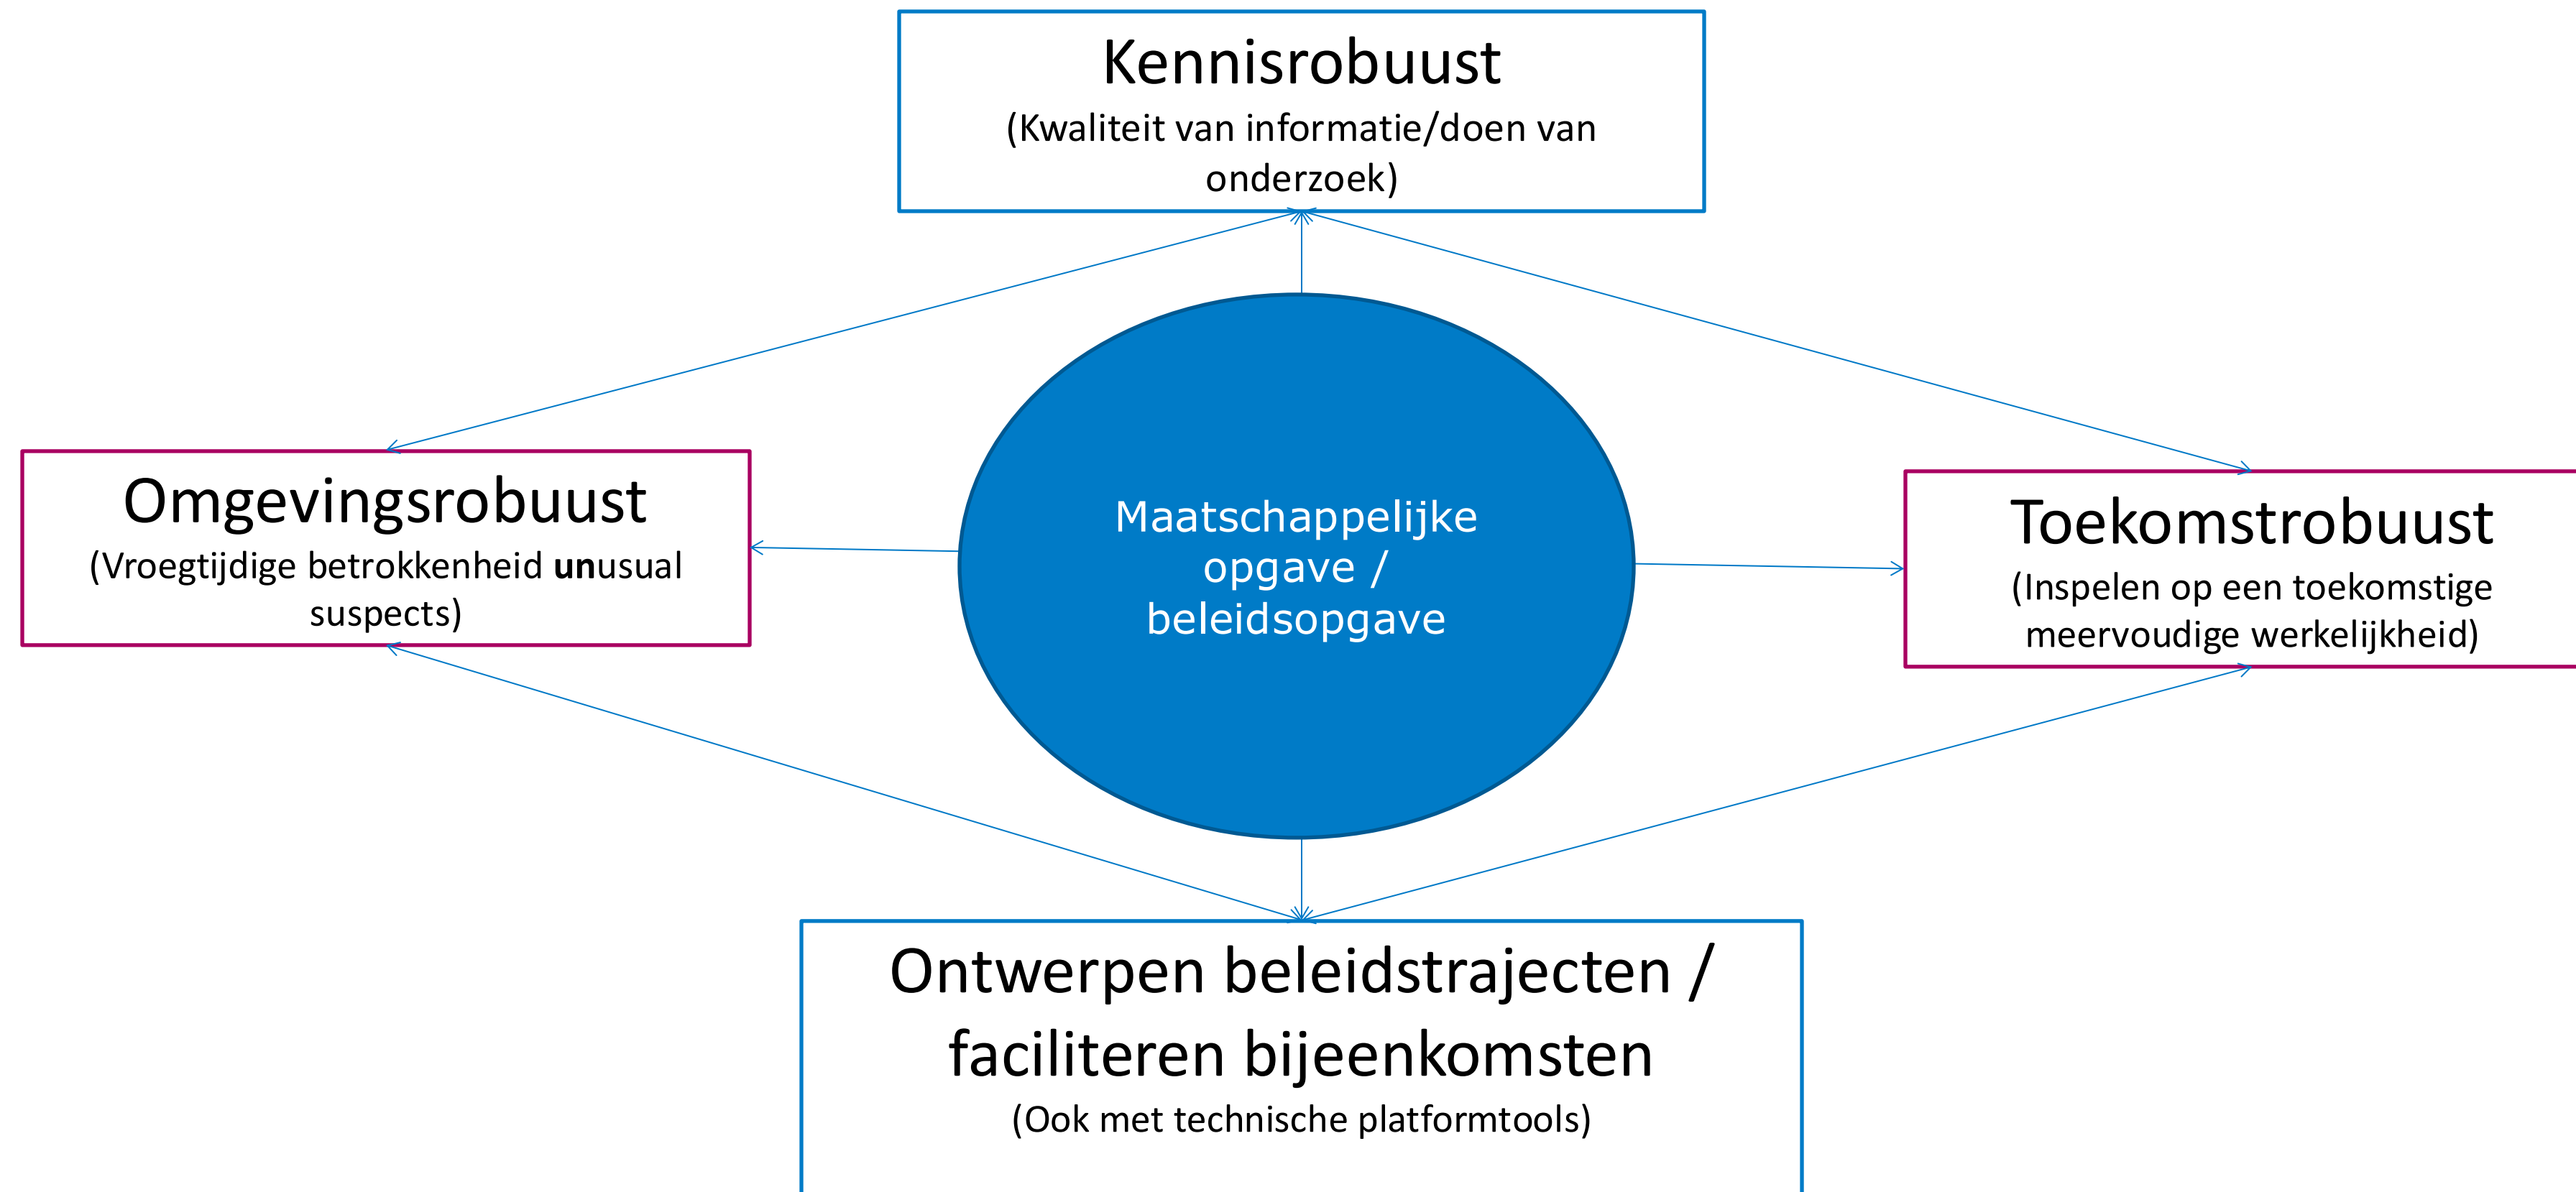 Kennisrobuust
(Kwaliteit van informatie/doen van
onderzoek)
Omgevingsrobuust
(Vroegtijdige betrokkenheid unusual
suspects)
Maatschappelijke
opgave /
beleidsopgave
Toekomstrobuust
(Inspelen op een toekomstige
meervoudige werkelijkheid)
Ontwerpen beleidstrajecten /
faciliteren bijeenkomsten
(Ook met technische platformtools)